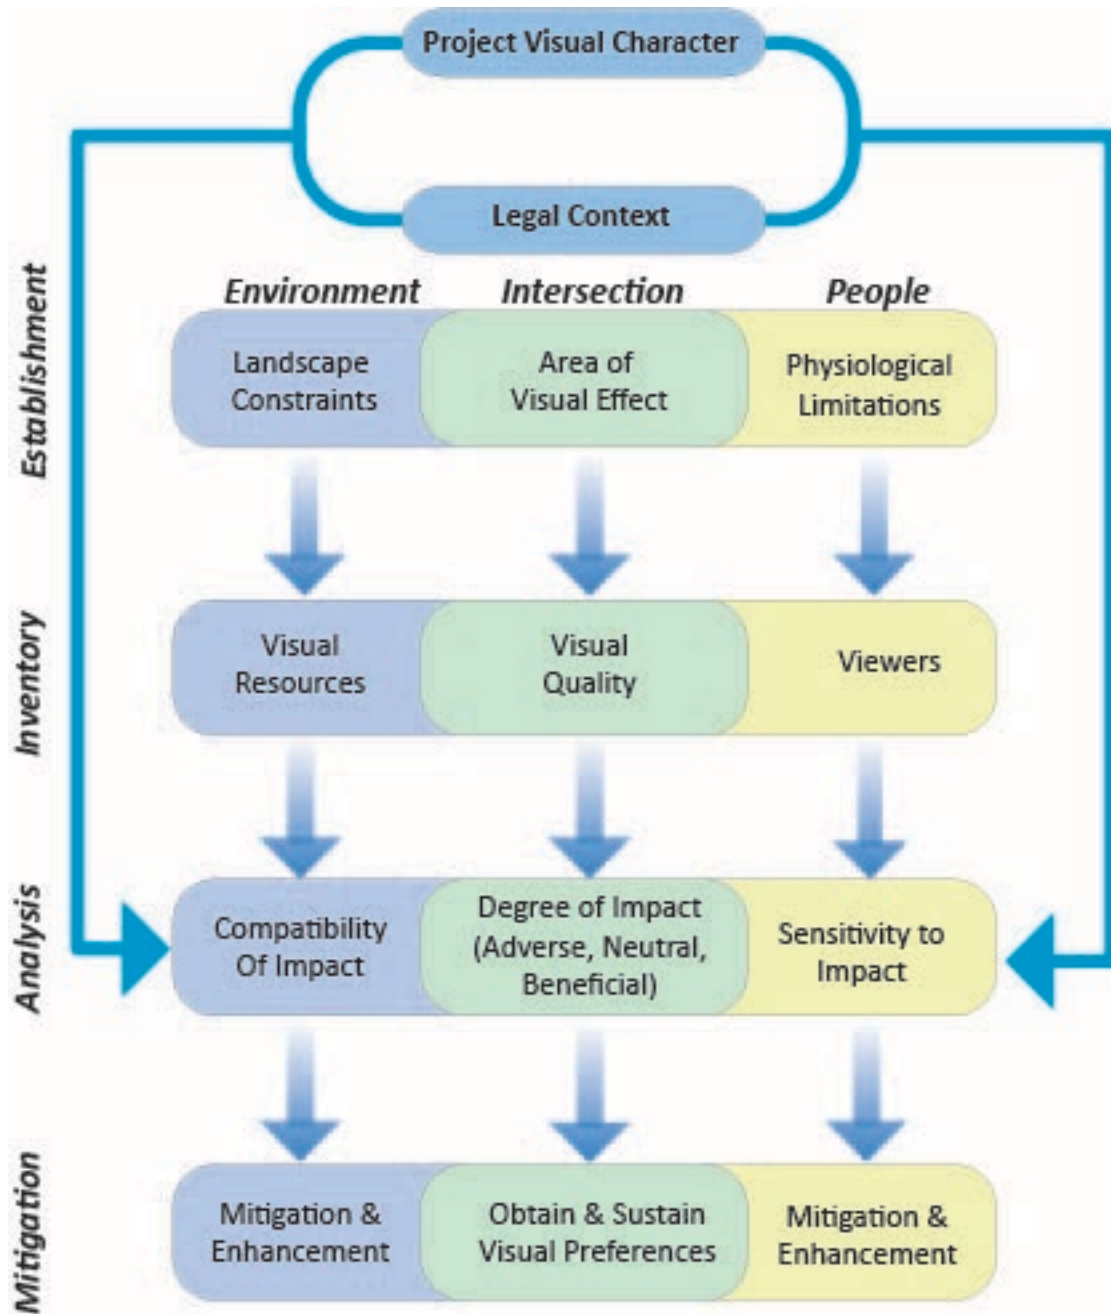 Project Visual Character
Legal Context
Environment
Intersection
People
Establishment
Landscape
Constraints
Area of
Visual Effect
Physiological
Limitations
Inventory
Visual
Resources
Visual
Quality
Viewers
Analysis
Compatibility
Of Impact
Degree of Impact
(Adverse, Neutral,
Beneficial)
Sensitivity to
Impact
Mitigation
Mitigation &
Enhancement
Obtain & Sustain
Visual Preferences
Mitigation &
Enhancement